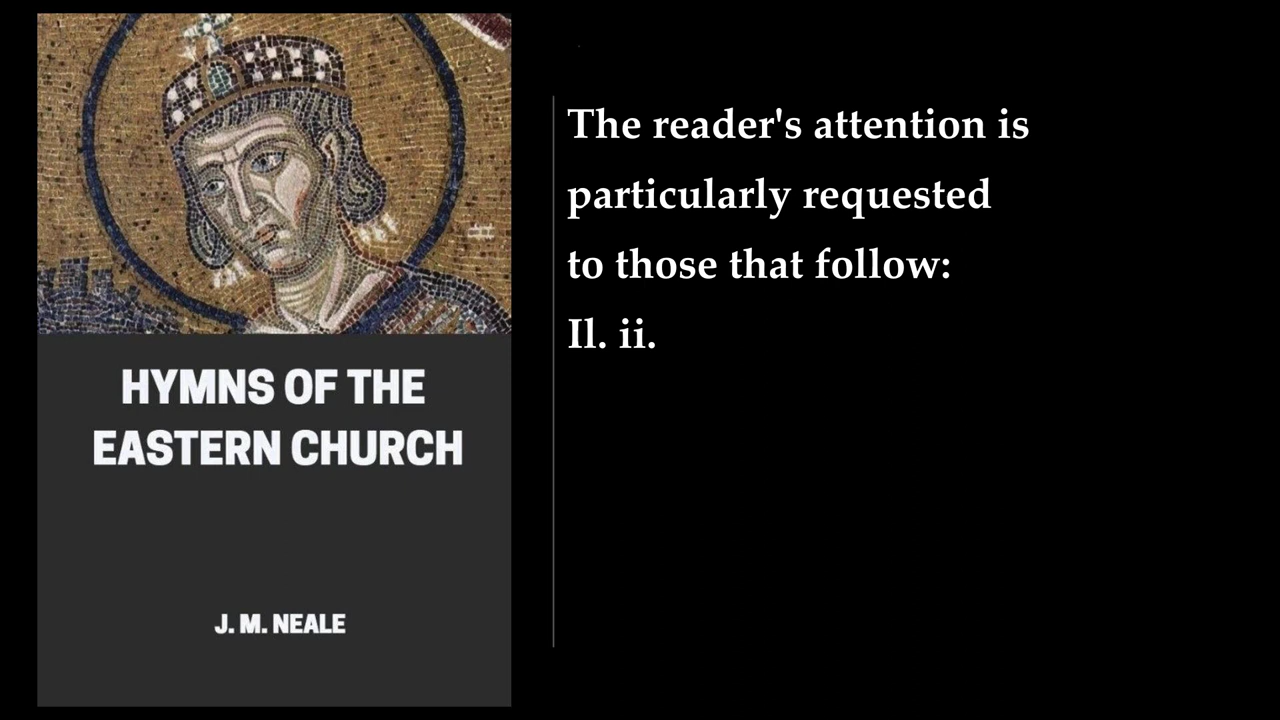 HYMNS OF THE
EASTERN CHURCH
J. M. NEALE
The reader's attention is
particularly requested
to those that follow:
Il. ii.